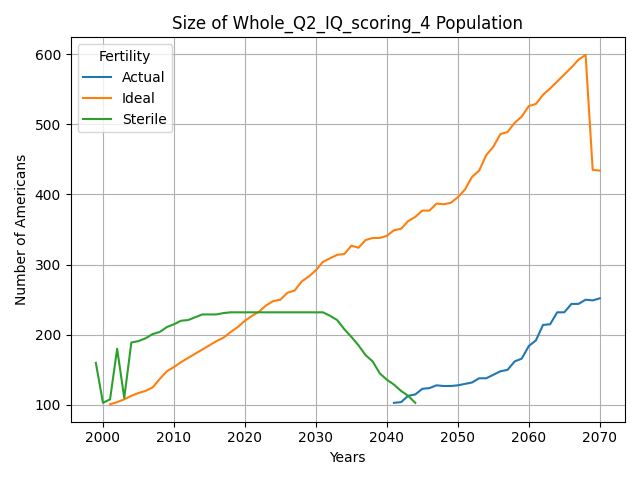 Size of Whole_Q2_IQ_scoring_4 Population
Fertility
Actual
Ideal
Sterile
Number of Americans
600
500
400
300
200
100
2000 2010 2020 2030 2040 2050 2060 2070
Years